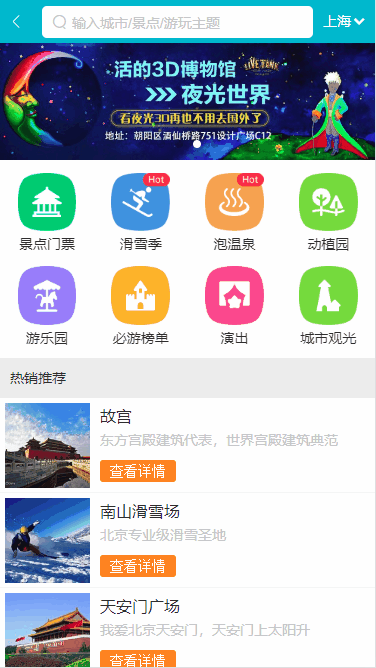 输入城市/景点/游玩主题
上海
活的3D博物馆
LIVE TANK
夜光世界
看夜光3D再也不用去国外了
地址：朝阳区酒仙桥路751设计广场C12
Hot
Hot
景点门票
滑雪季
泡温泉
动植园
游乐园
必游榜单
演出
城市观光
热销推荐
故宫
东方宫殿建筑代表，世界宫殿建筑典范
查看详情
南山滑雪场
北京专业级滑雪圣地
查看详情
天安门广场
我爱北京天安门，天安门上太阳升
查看详情